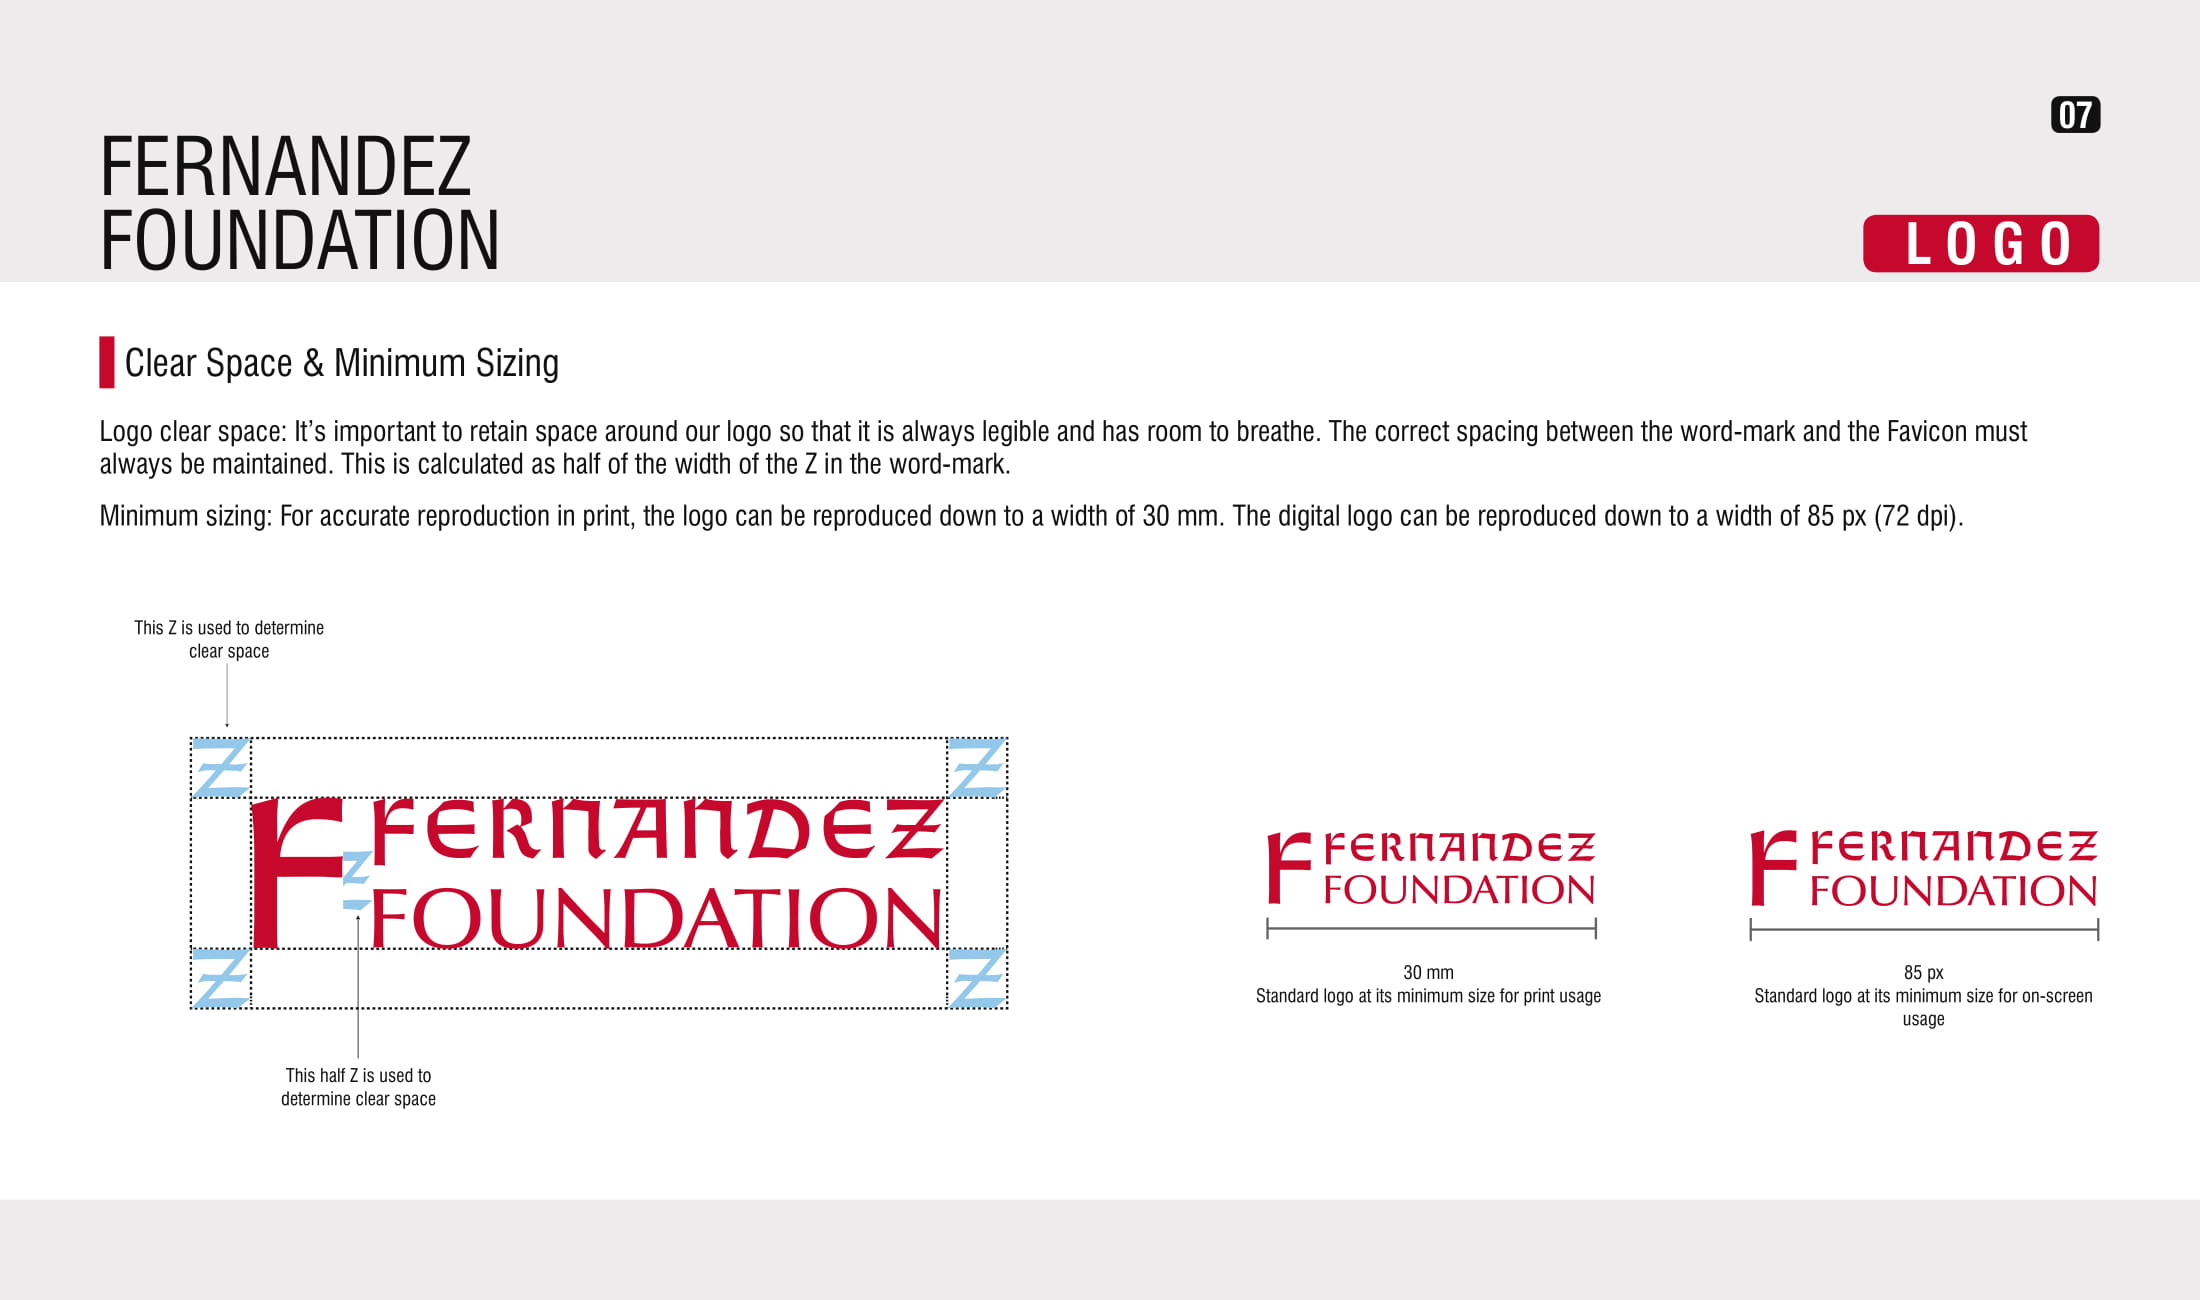 07
FERNANDEZ
FOUNDATION
LOGO
Clear Space & Minimum Sizing
Logo clear space: It’s important to retain space around our logo so that it is always legible and has room to breathe. The correct spacing between the word-mark and the Favicon must
always be maintained. This is calculated as half of the width of the Z in the word-mark.
Minimum sizing: For accurate reproduction in print, the logo can be reproduced down to a width of 30 mm. The digital logo can be reproduced down to a width of 85 px (72 dpi).
This Z is used to determine
clear space
Z Z
F FERNANDEZ
Z
FOUNDATION
Z Z
This half Z is used to
determine clear space
F FERNANDEZ
FOUNDATION
30 mm
Standard logo at its minimum size for print usage
F FERNANDEZ
FOUNDATION
85 px
Standard logo at its minimum size for on-screen
usage